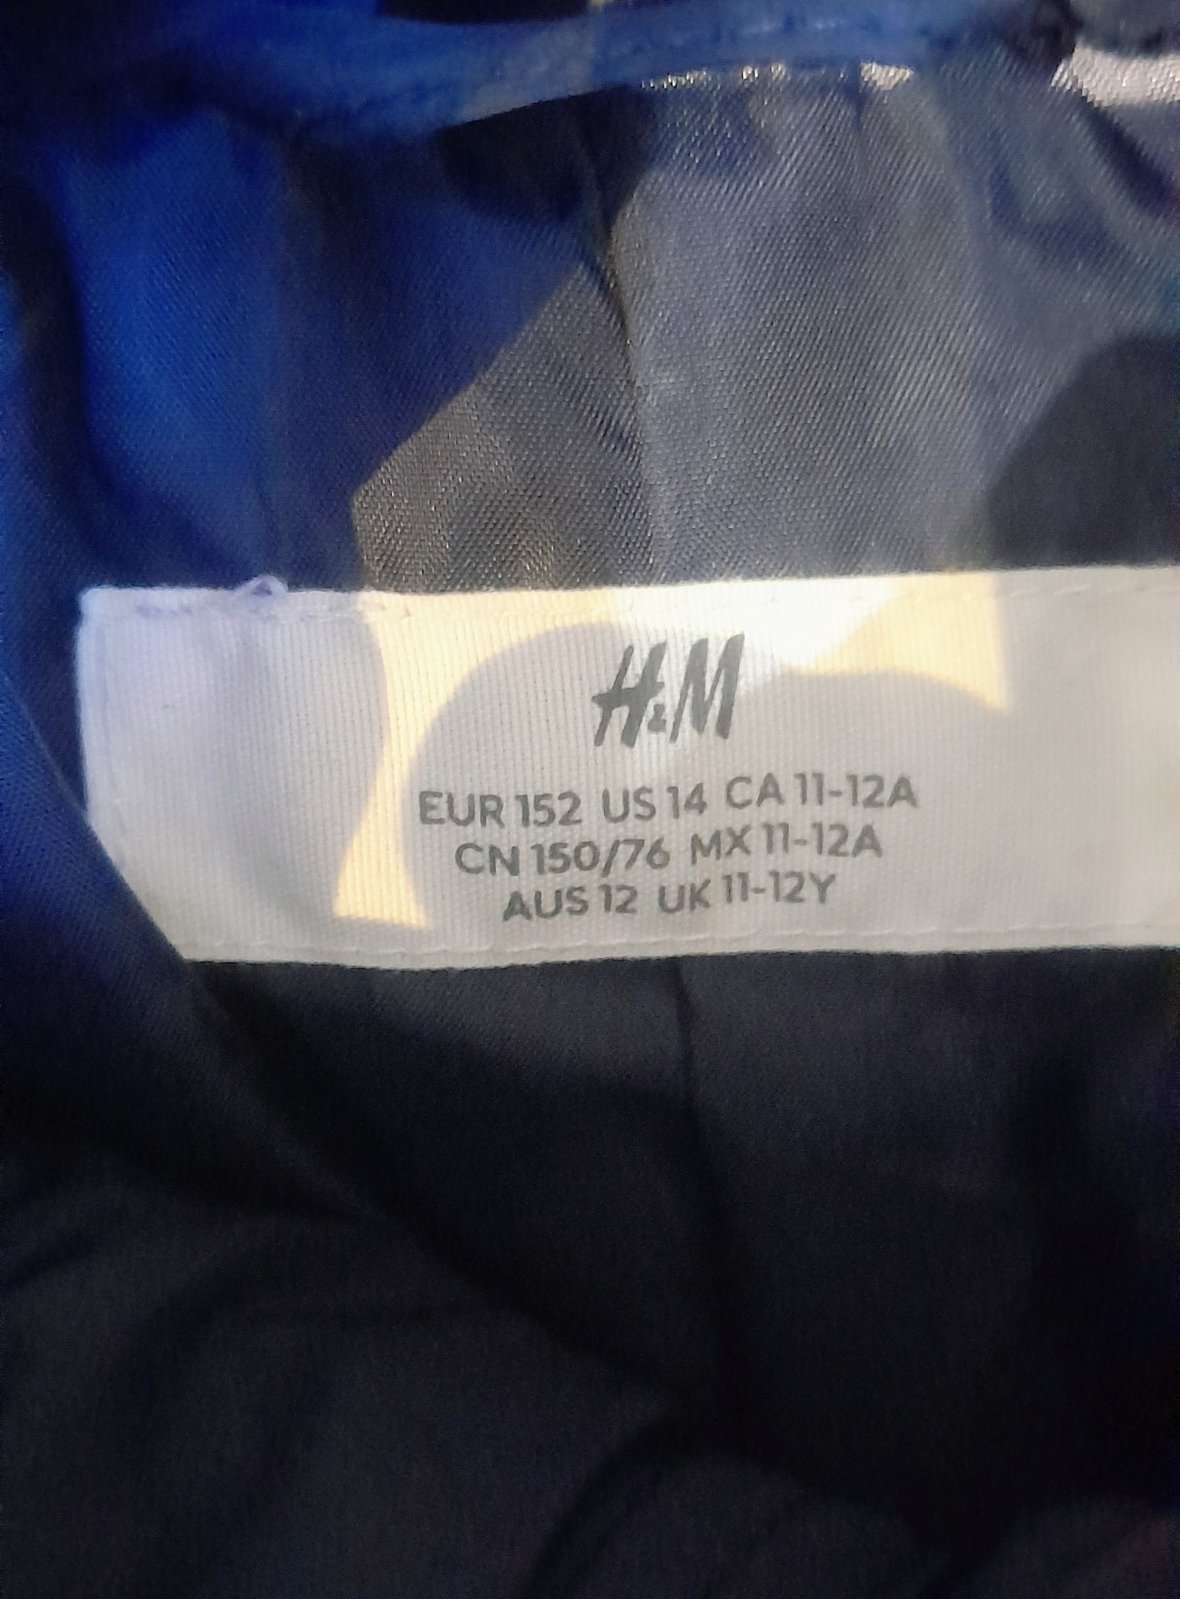 H&M
EUR 152 US 14 CA 11-12A
CN 150/76 MX 11-12A
AUS 12 UK 11-12Y